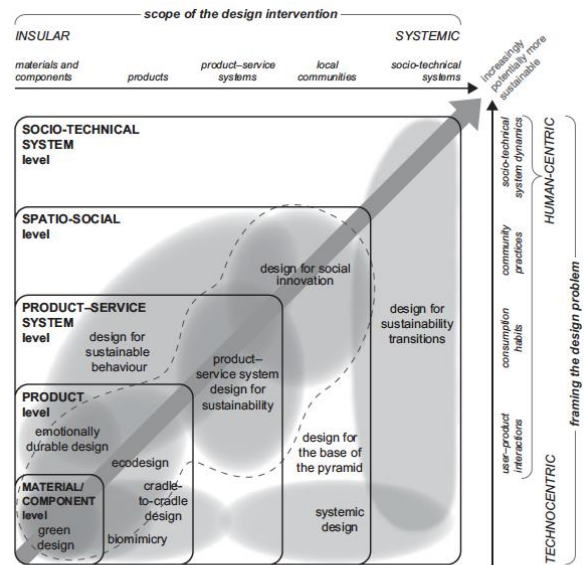 scope of the design intervention
INSULAR
SYSTEMIC
materials and
components
products
product–service
systems
local
communities
socio-technical
systems
increasingly
potentially more
sustainable
SOCIO-TECHNICAL
SYSTEM
level
SPATIO-SOCIAL
level
design for social
innovation
PRODUCT–SERVICE
SYSTEM
level
design for
sustainable
behaviour
product–
service system
design for
sustainability
design for
sustainability
transitions
PRODUCT
level
emotionally
durable design
ecodesign
design for
the base of
the pyramid
MATERIAL/
COMPONENT
level
green
design
cradle-
to-cradle
design
biomimicry
systemic
design
socio-technical
system dynamics
community
practices
consumption
habits
user–product
interactions
HUMAN-CENTRIC
TECHNOCENTRIC
framing the design problem